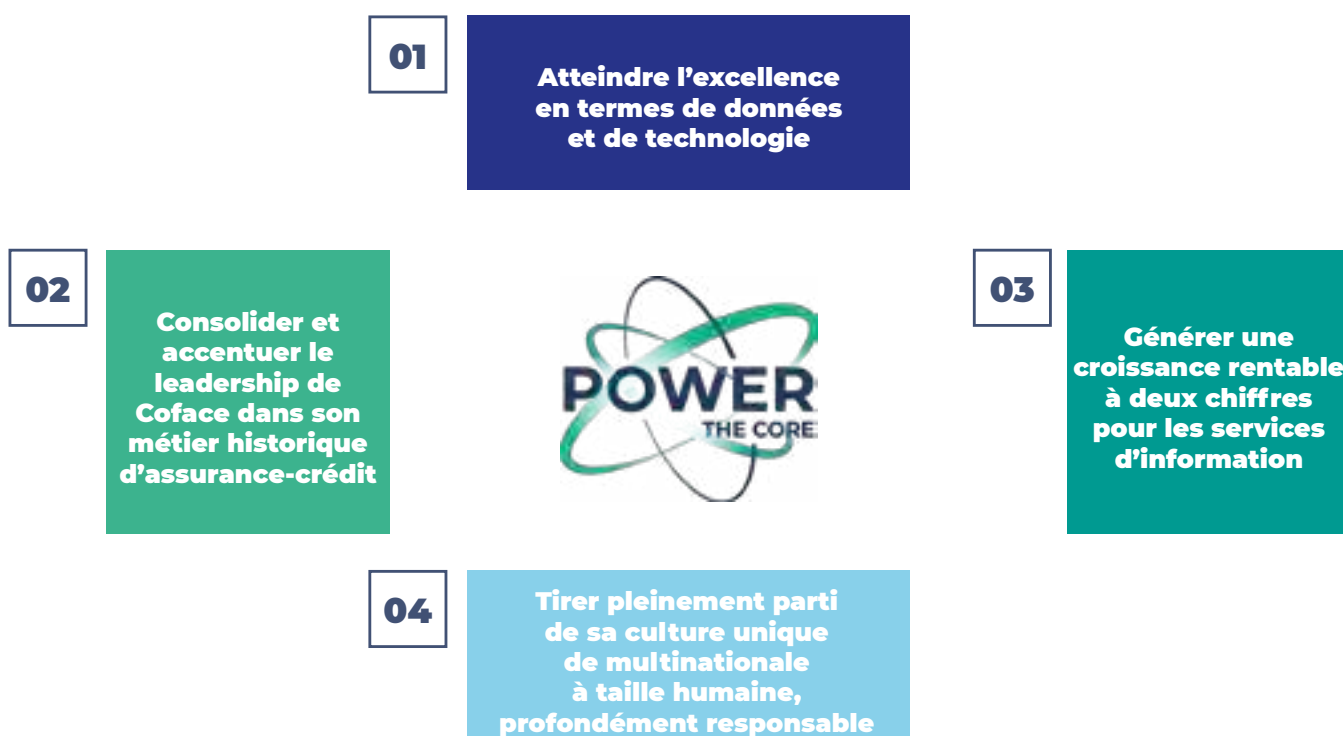 01
Atteindre l’excellence
en termes de données
et de technologie
02
Consolider et
accentuer le
leadership de
Coface dans son
métier historique
d’assurance-crédit
POWER
THE CORE
03
Générer une
croissance rentable
à deux chiffres
pour les services
d’information
04
Tirer pleinement parti
de sa culture unique
de multinationale
à taille humaine,
profondément responsable